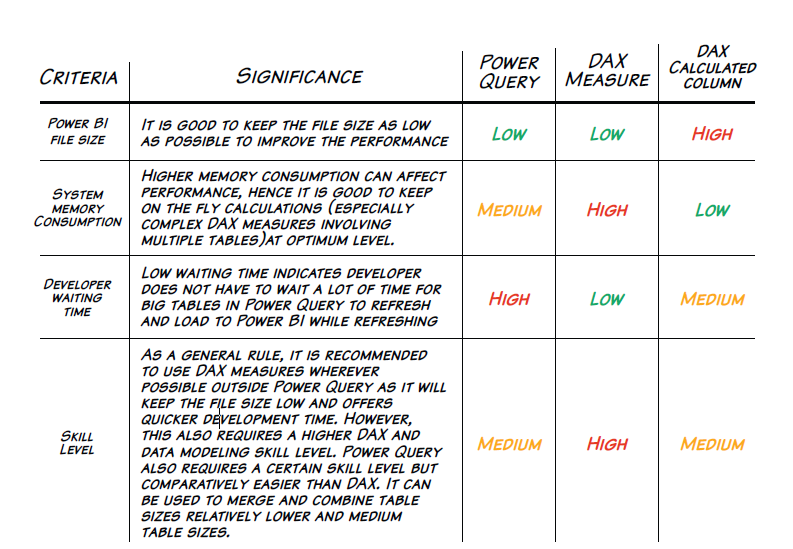 Criteria
Significance
Power
Query
DAX
Measure
DAX
Calculated
column
Power BI
file size
It is good to keep the file size as low
as possible to improve the performance
Low
Low
High
System
memory
Consumption
Higher memory consumption can affect
performance, hence it is good to keep
on the fly calculations (especially
complex DAX measures involving
multiple tables)at optimum level.
Medium
High
Low
Developer
waiting
time
Low waiting time indicates developer
does not have to wait a lot of time for
big tables in Power Query to refresh
and load to Power BI while refreshing
High
Low
Medium
Skill
Level
As a general rule, it is recommended
to use DAX measures wherever
possible outside Power Query as it will
keep the file size low and offers
quicker development time. However,
this also requires a higher DAX and
data modeling skill level. Power Query
also requires a certain skill level but
comparatively easier than DAX. It can
be used to merge and combine table
sizes relatively lower and medium
table sizes.
Medium
High
Medium